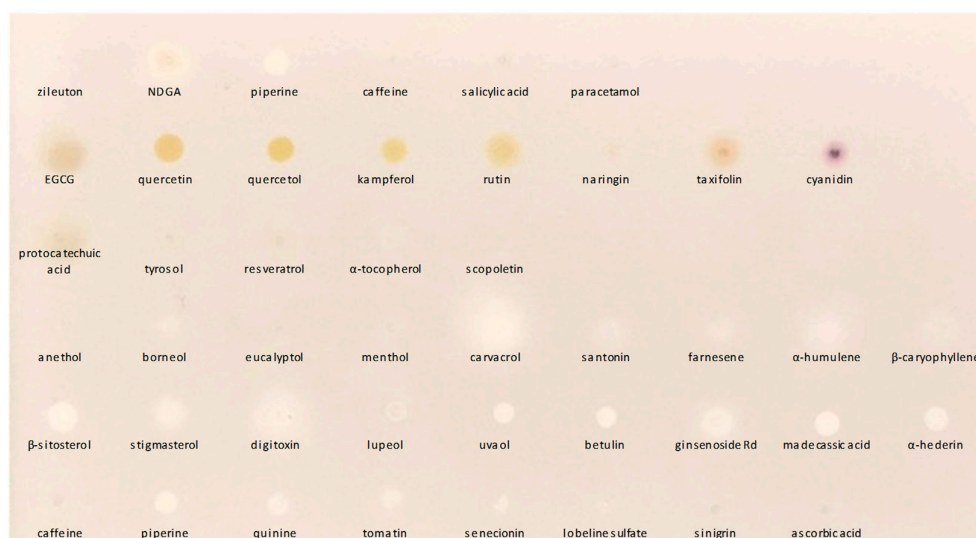 zileuton NDGA piperine caffeine salicylic acid paracetamol
EGCG quercetin quercetol kampferol rutin naringin taxifolin cyanidin
protocatechuic
acid tyrosol resveratrol α-tocopherol scopoletin
anethol borneol eucalyptol menthol carvacrol santonin farnesene α-humulene β-caryophyllene
β-sitosterol stigmasterol digitoxin lupeol uvaol betulin ginsenoside Rd madecassic acid α-hederin
caffeine piperine quinine tomatin senecionin lobeline sulfate sinigrin ascorbic acid